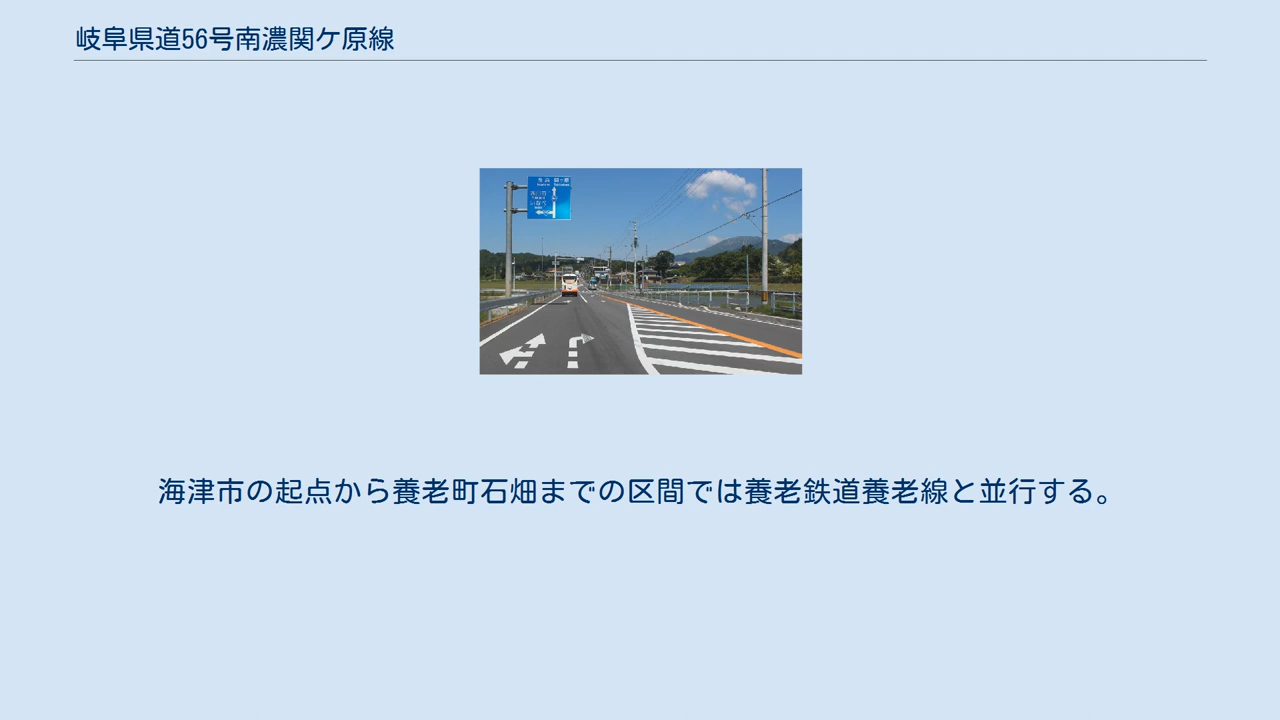 岐阜県道56号南濃関ケ原線
海津市の起点から養老町石畑までの区間では養老鉄道養老線と並行する。